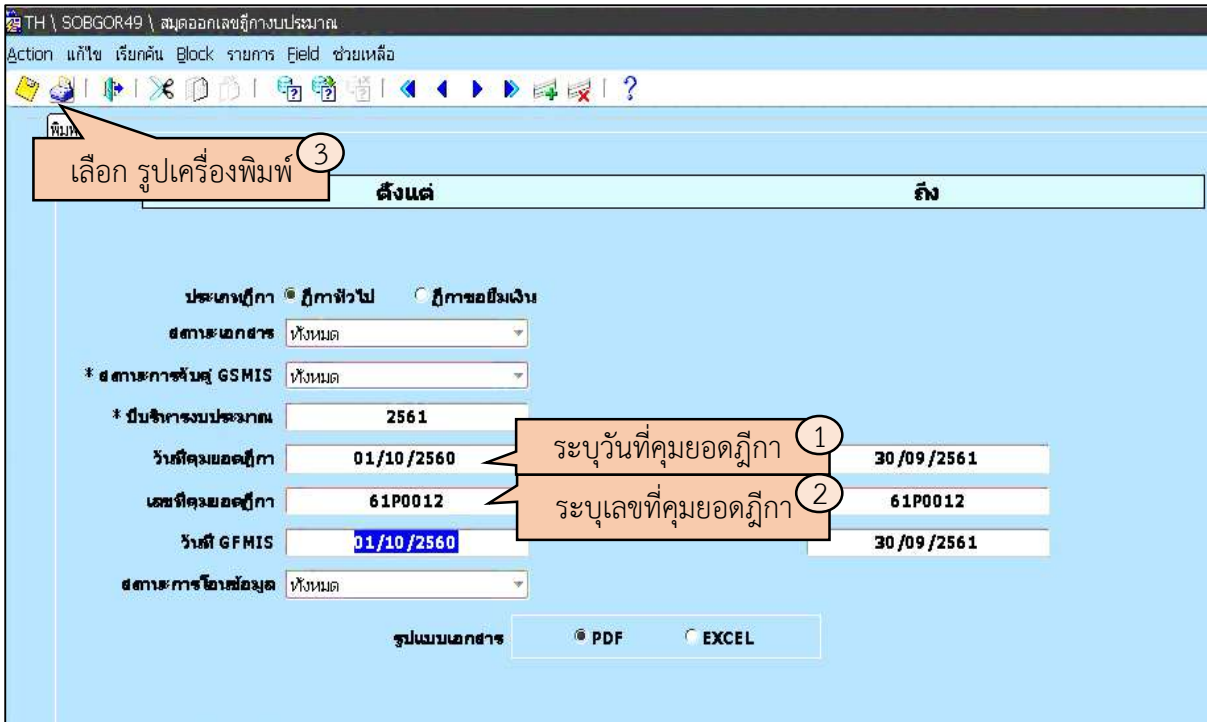 TH \ SOBGOR49 \ สมุดออกเลขฎีกางบประมาณ
Action แก้ไข เรียกค้น Block รายการ Field ช่วยเหลือ
เลือก รูปเครื่องพิมพ์ 3
ตั้งแต่ ถึง
ประเภทฎีกา ฎีกาทั่วไป ฎีกาขอยืมเงิน
สถานะเอกสาร ทั้งหมด
* สถานะการจับคู่ GSMIS ทั้งหมด
* ปีบริหารงบประมาณ 2561
วันที่คุมยอดฎีกา 01/10/2560 ระบุวันที่คุมยอดฎีกา 1 30/09/2561
เลขที่คุมยอดฎีกา 61P0012 ระบุเลขที่คุมยอดฎีกา 2 61P0012
วันที่ GFMIS 01/10/2560 30/09/2561
สถานะการโอนข้อมูล ทั้งหมด
รูปแบบเอกสาร PDF EXCEL